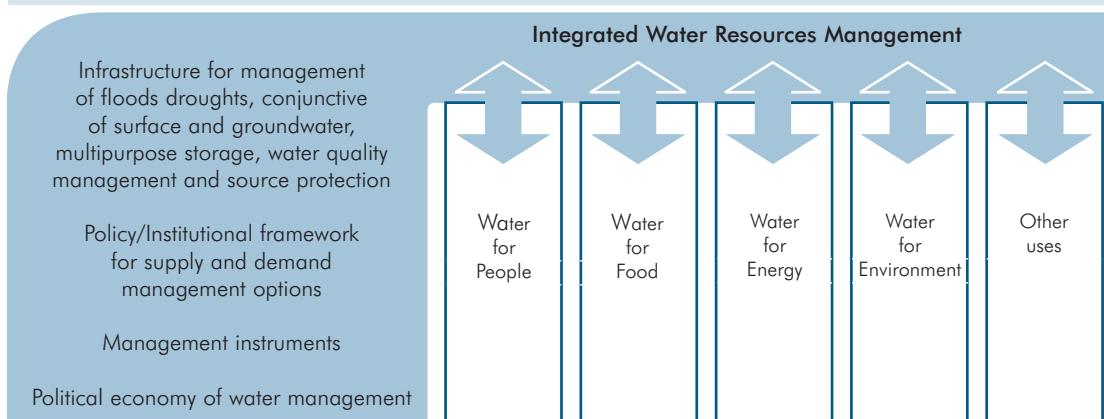 Integrated Water Resources Management
Infrastructure for management
of floods droughts, conjunctive
of surface and groundwater,
multipurpose storage, water quality
management and source protection
Policy/Institutional framework
for supply and demand
management options
Management instruments
Political economy of water management
Water
for
People
Water
for
Food
Water
for
Energy
Water
for
Environment
Other
uses